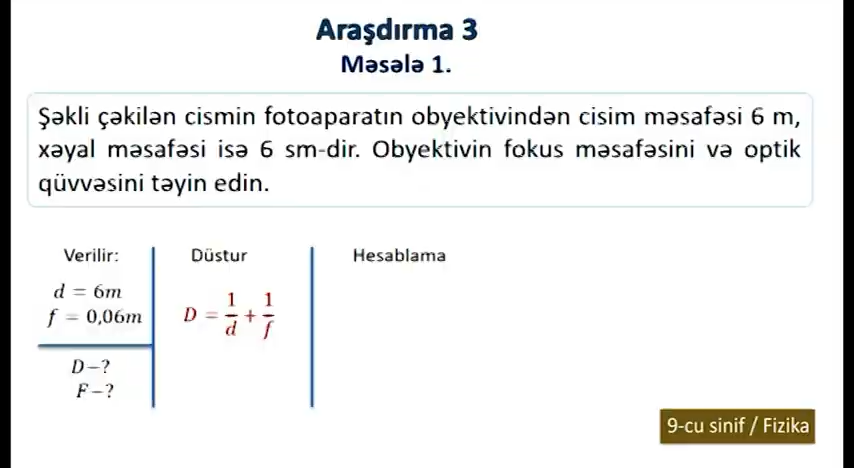 Araşdırma 3
Məsələ 1.
Şəkli çəkilən cismin fotoaparatın obyektivindən cisim məsafəsi 6 m,
xəyal məsafəsi isə 6 sm-dir. Obyektivin fokus məsafəsini və optik
qüvvəsini təyin edin.
Verilir:
d = 6m
f = 0,06m
D−?
F−?
Düstur
D = 1/d + 1/f
Hesablama
9-cu sinif / Fizika